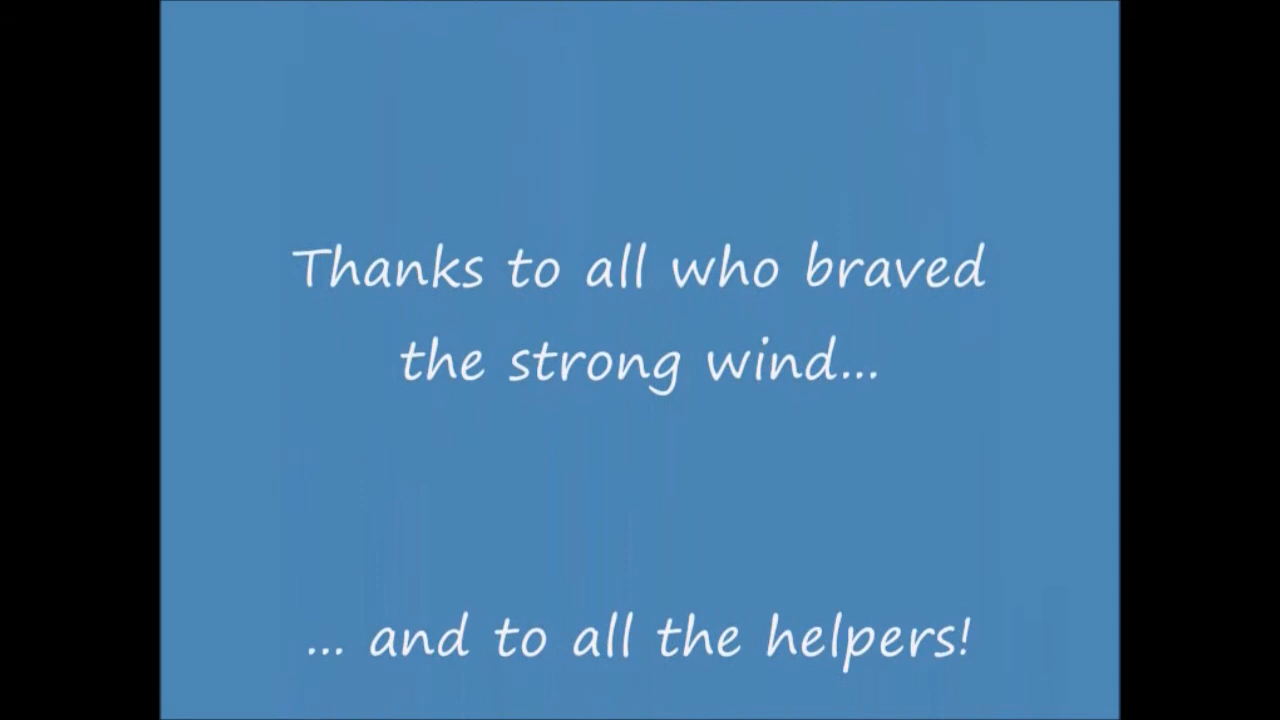 Thanks to all who braved
the strong wind...
... and to all the helpers!